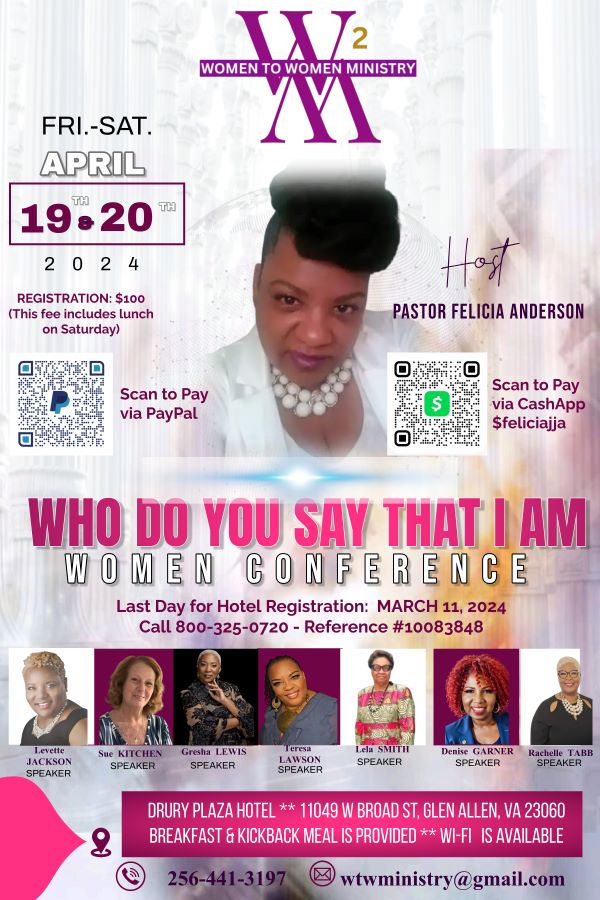 W 2
WOMEN TO WOMEN MINISTRY
M
FRI.-SAT.
APRIL
19TH & 20TH
2024
REGISTRATION: $100
(This fee includes lunch
on Saturday)
Host
PASTOR FELICIA ANDERSON
Scan to Pay
via PayPal
Scan to Pay
via CashApp
$feliciajja
WHO DO YOU SAY THAT I AM
WOMEN CONFERENCE
Last Day for Hotel Registration: MARCH 11, 2024
Call 800-325-0720 - Reference #10083848
Levette
JACKSON
SPEAKER
Sue KITCHEN
SPEAKER
Gresha LEWIS
SPEAKER
Teresa
LAWSON
SPEAKER
Lela SMITH
SPEAKER
Denise GARNER
SPEAKER
Rachelle TABB
SPEAKER
DRURY PLAZA HOTEL ** 11049 W BROAD ST, GLEN ALLEN, VA 23060
BREAKFAST & KICKBACK MEAL IS PROVIDED ** WI-FI IS AVAILABLE
256-441-3197 wtwministry@gmail.com